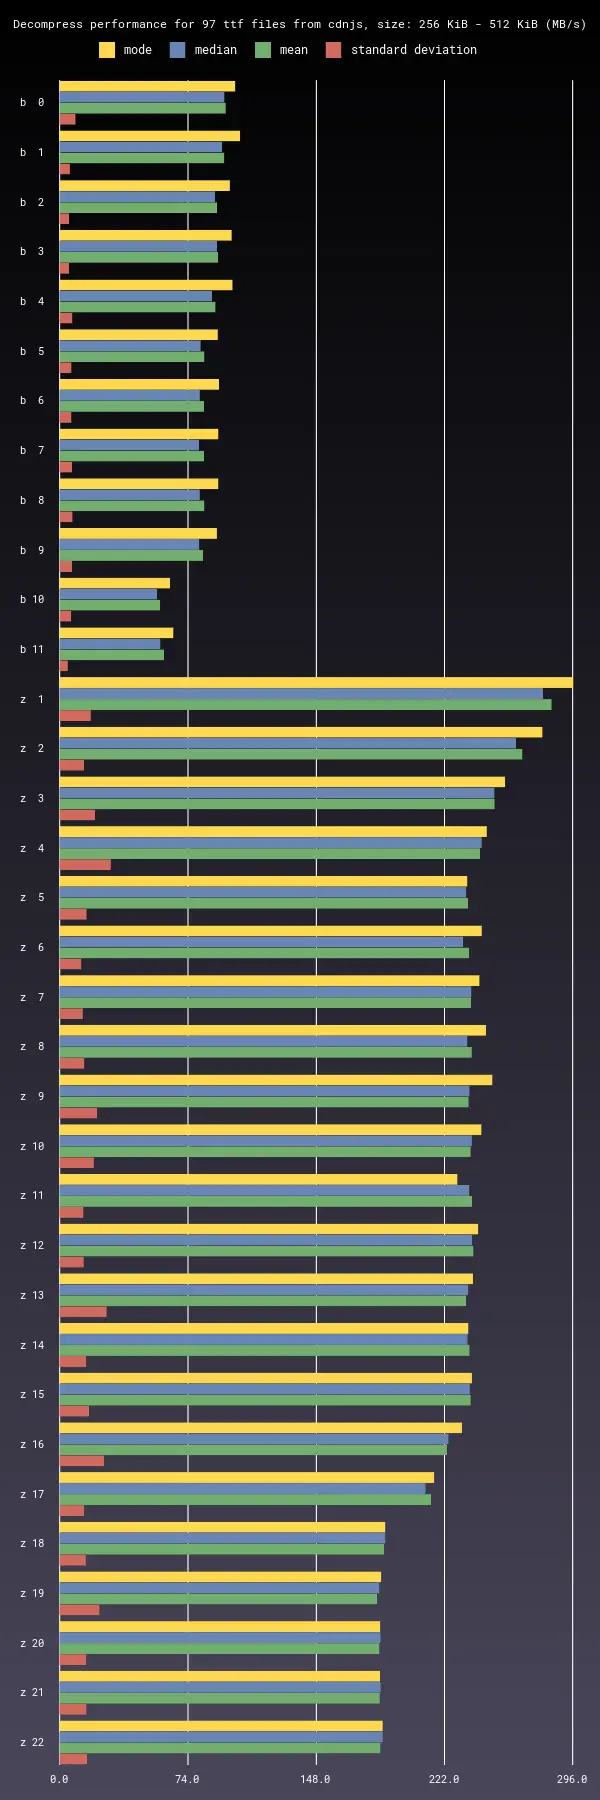 Decompress performance for 97 ttf files from cdnjs, size: 256 KiB - 512 KiB (MB/s)
mode median mean standard deviation
b 0
b 1
b 2
b 3
b 4
b 5
b 6
b 7
b 8
b 9
b 10
b 11
z 1
z 2
z 3
z 4
z 5
z 6
z 7
z 8
z 9
z 10
z 11
z 12
z 13
z 14
z 15
z 16
z 17
z 18
z 19
z 20
z 21
z 22
0.0 74.0 148.0 222.0 296.0